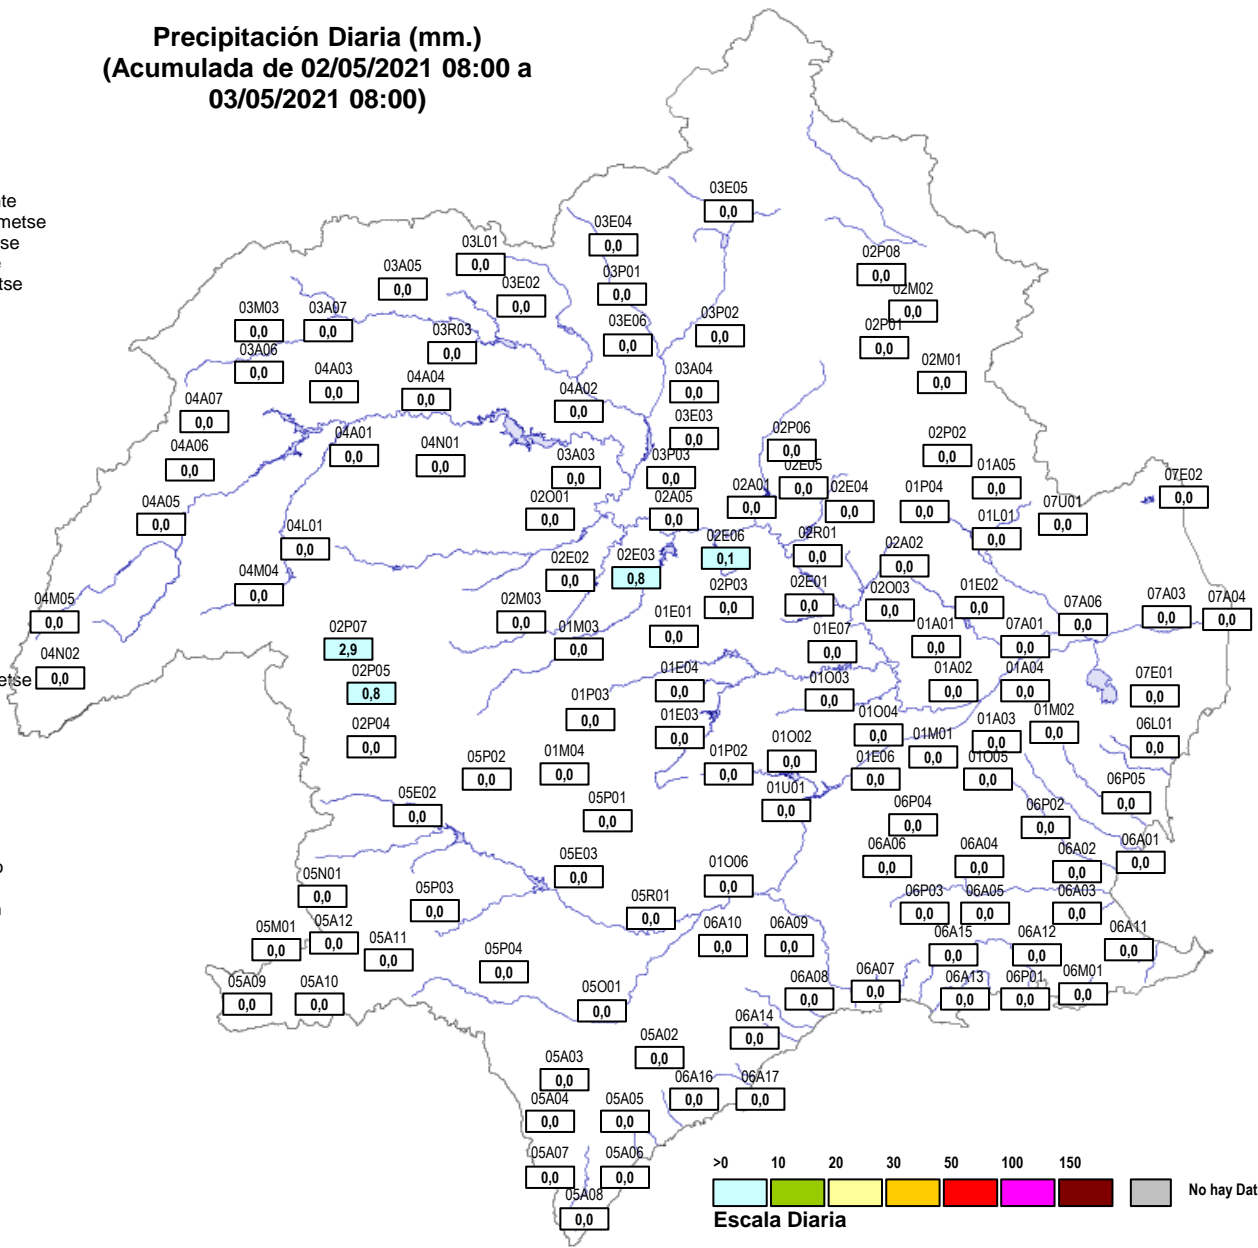 Precipitación Diaria (mm.)
(Acumulada de 02/05/2021 08:00 a
03/05/2021 08:00)
03E05
0,0
metse
03E04
0,0
03L01
0,0
02P08
0,0
03A05
0,0
03P01
0,0
03E02
0,0
02M02
0,0
03M03
0,0
03A07
0,0
03P02
0,0
03E06
0,0
03R03
0,0
02P01
0,0
03A06
0,0
02M01
0,0
04A03
0,0
04A04
0,0
03A04
0,0
04A02
0,0
04A07
0,0
03E03
0,0
02P06
0,0
04A01
0,0
04N01
0,0
02P02
0,0
04A06
0,0
03A03
0,0
03P03
0,0
02E05
0,0
01A05
0,0
07E02
0,0
02A01
0,0
02E04
0,0
01P04
0,0
04A05
0,0
02O01
0,0
02A05
0,0
07U01
0,0
01L01
0,0
04L01
0,0
02E06
0,1
02R01
0,0
02A02
0,0
02E02
0,0
02E03
0,8
04M04
0,0
02P03
0,0
02E01
0,0
02O03
0,0
01E02
0,0
07A03
0,0
07A04
0,0
04M05
0,0
02M03
0,0
01E01
0,0
07A06
0,0
02P07
2,9
01M03
0,0
01E07
0,0
01A01
0,0
07A01
0,0
04N02
0,0
02P05
0,8
01E04
0,0
01O03
0,0
01A02
0,0
01A04
0,0
07E01
0,0
01P03
0,0
01E03
0,0
01O04
0,0
01A03
0,0
01M02
0,0
06L01
0,0
02P04
0,0
05P02
0,0
01M04
0,0
01P02
0,0
01O02
0,0
01M01
0,0
01E06
0,0
01O05
0,0
05E02
0,0
05P01
0,0
01U01
0,0
06P04
0,0
06P02
0,0
06P05
0,0
05E03
0,0
01O06
0,0
06A06
0,0
06A04
0,0
06A02
0,0
06A01
0,0
05N01
0,0
05P03
0,0
05R01
0,0
06P03
0,0
06A05
0,0
06A03
0,0
05M01
0,0
05A12
0,0
05A11
0,0
06A10
0,0
06A09
0,0
06A15
0,0
06A12
0,0
06A11
0,0
05P04
0,0
05A09
0,0
05A10
0,0
05O01
0,0
06A08
0,0
06A07
0,0
06A13
0,0
06P01
0,0
06M01
0,0
06A14
0,0
05A02
0,0
05A03
0,0
06A16
0,0
06A17
0,0
05A04
0,0
05A05
0,0
05A07
0,0
05A06
0,0
05A08
0,0
>0 10 20 30 50 100 150
No hay Dat
Escala Diaria